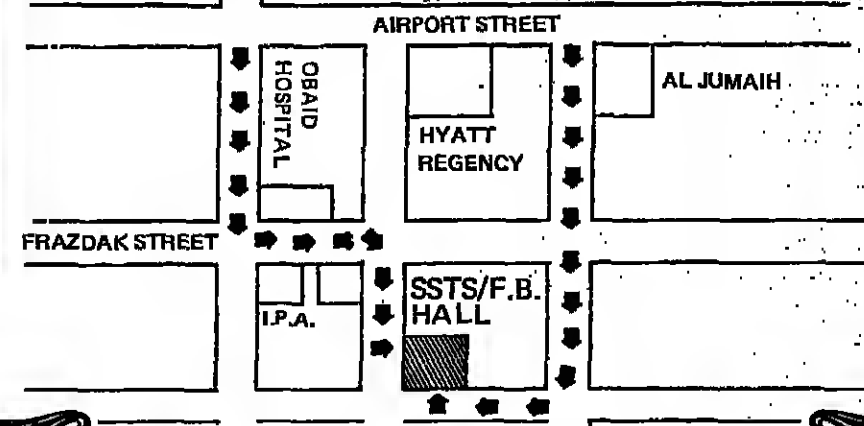 AIRPORT STREET
OBAID
HOSPITAL
HYATT
REGENCY
AL JUMAIH
FRAZDAK STREET
I.P.A.
SSTS/F.B.
HALL